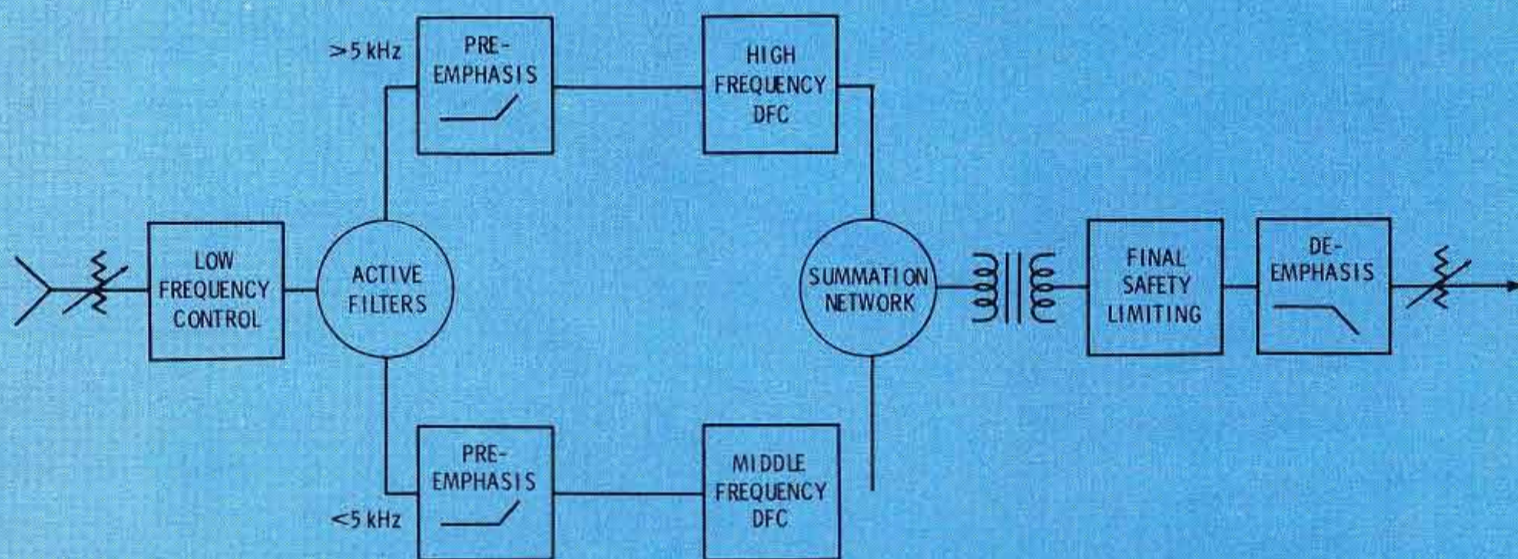 >5 kHz
PRE-
EMPHASIS
HIGH
FREQUENCY
DFC
LOW
FREQUENCY
CONTROL
ACTIVE
FILTERS
SUMMATION
NETWORK
FINAL
SAFETY
LIMITING
DE-
EMPHASIS
<5 kHz
PRE-
EMPHASIS
MIDDLE
FREQUENCY
DFC